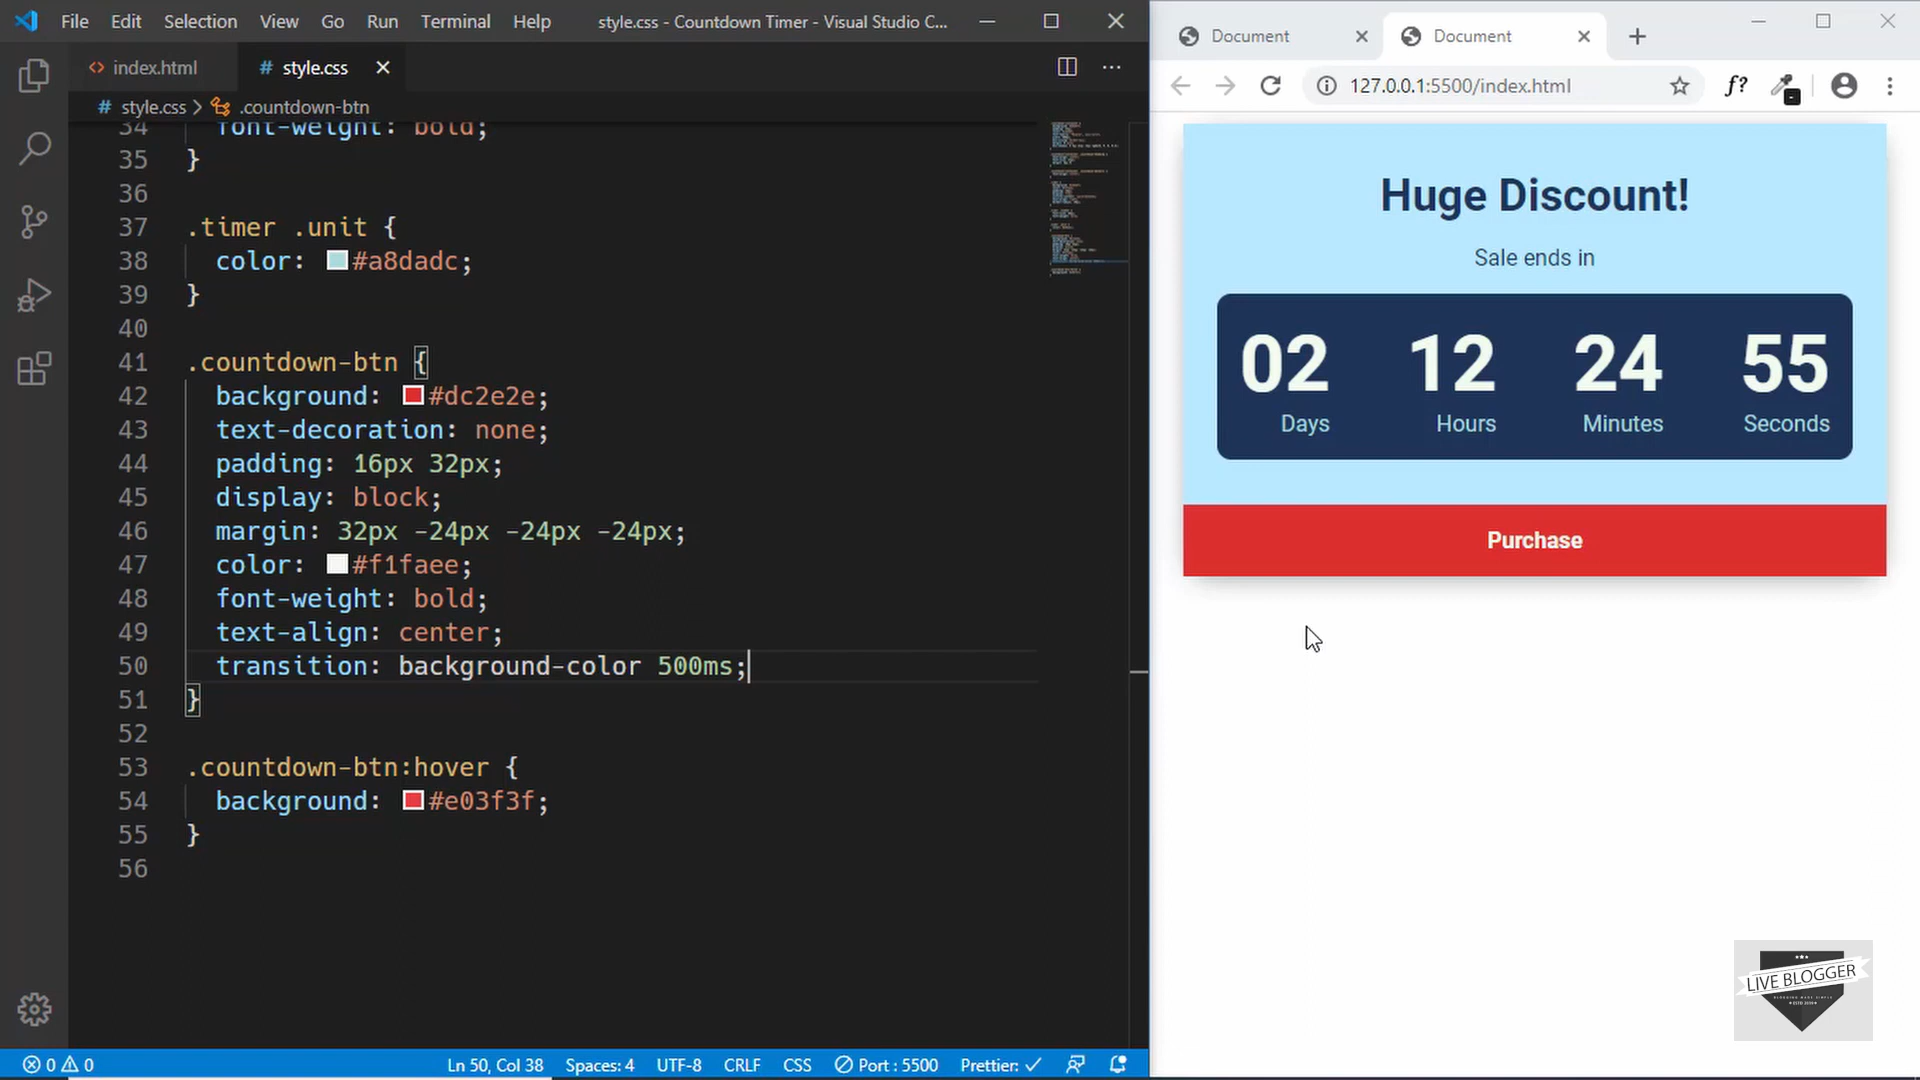 File Edit Selection View Go Run Terminal Help style.css - Countdown Timer - Visual Studio C...
index.html
style.css
style.css > .countdown-btn
34 font-weight: bold;
35 }
36
37 .timer .unit {
38 color: #a8dadc;
39 }
40
41 .countdown-btn {
42 background: #dc2e2e;
43 text-decoration: none;
44 padding: 16px 32px;
45 display: block;
46 margin: 32px -24px -24px -24px;
47 color: #f1faee;
48 font-weight: bold;
49 text-align: center;
50 transition: background-color 500ms;
51 }
52
53 .countdown-btn:hover {
54 background: #e03f3f;
55 }
56
0 0 Ln 50, Col 38 Spaces: 4 UTF-8 CRLF CSS Port : 5500 Prettier: ✓
Document
Document
127.0.0.1:5500/index.html
f?
Huge Discount!
Sale ends in
02 12 24 55
Days Hours Minutes Seconds
Purchase
LIVE BLOGGER